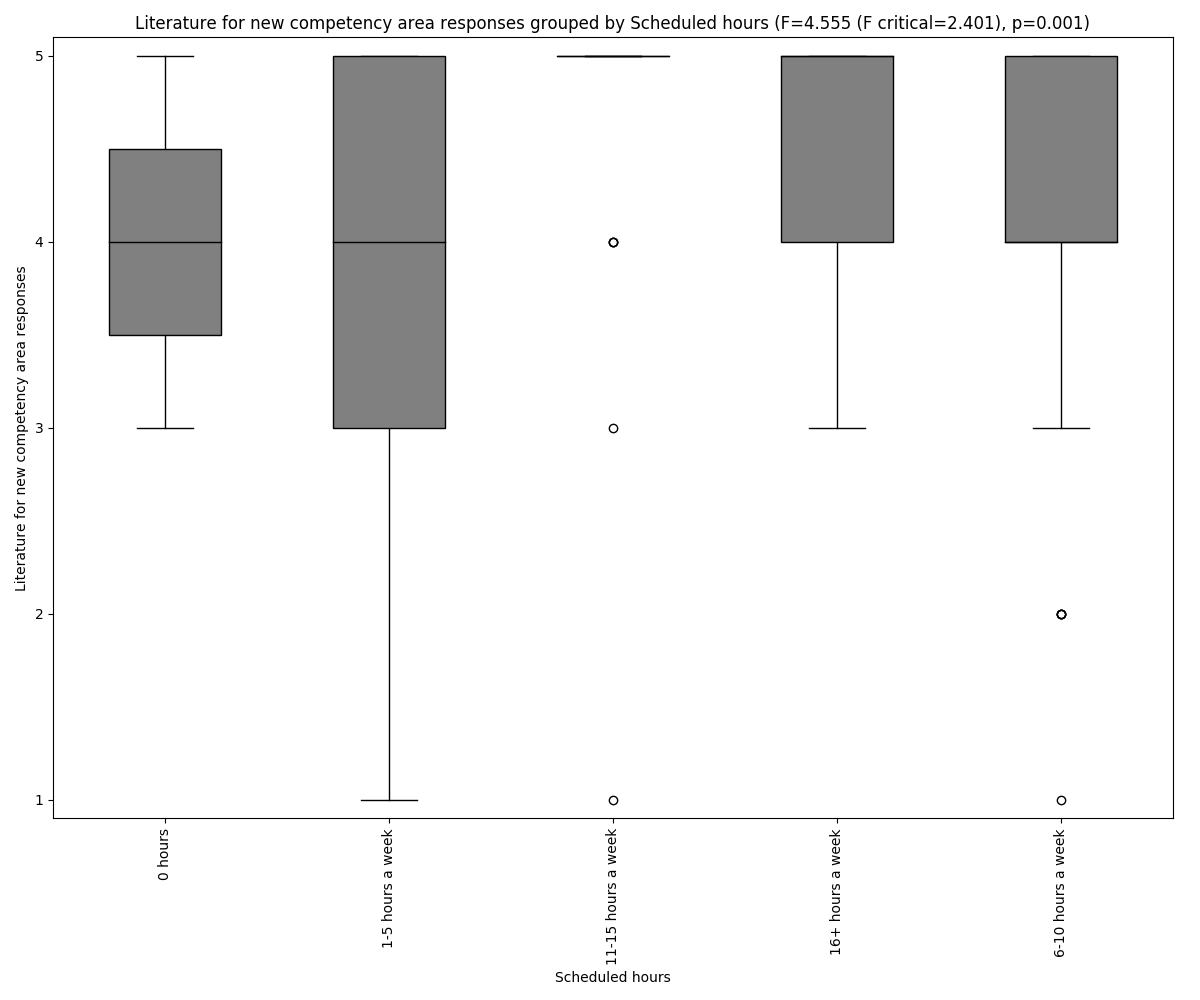 Literature for new competency area responses grouped by Scheduled hours (F=4.555 (F critical=2.401), p=0.001)
Literature for new competency area responses
5
4
3
2
1
0 hours
1-5 hours a week
11-15 hours a week
16+ hours a week
6-10 hours a week
Scheduled hours